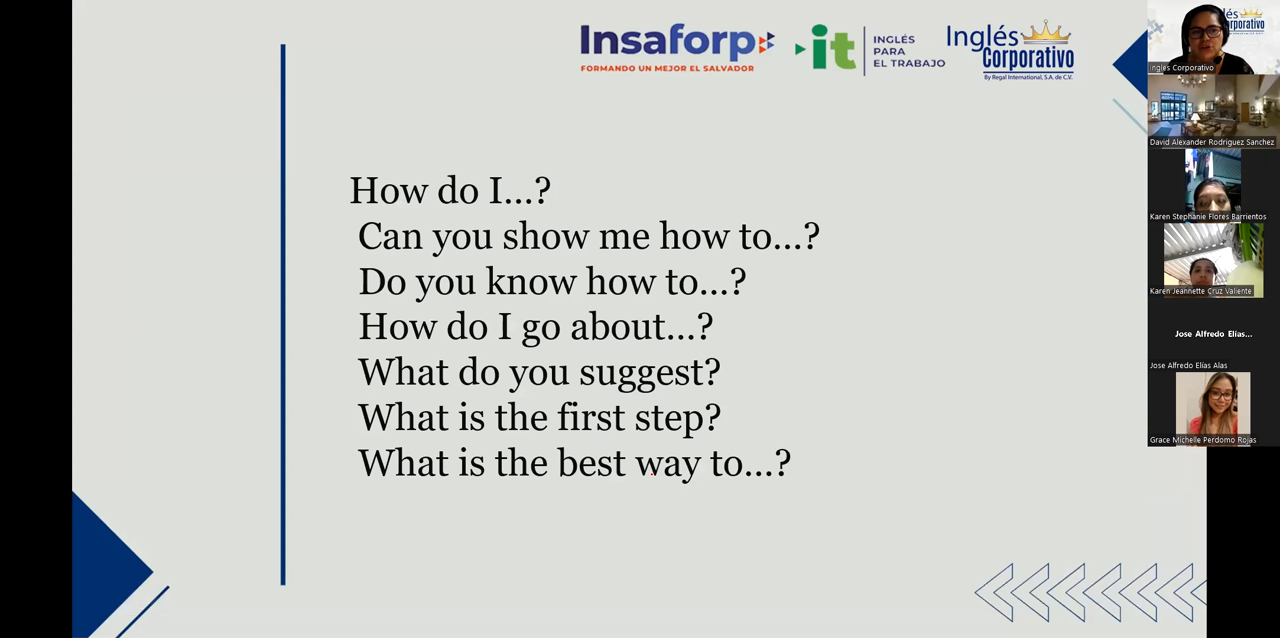 Insaforp
FORMANDO UN MEJOR EL SALVADOR
it
INGLÉS
PARA
EL TRABAJO
Inglés
Corporativo
By Regal International, S.A. de C.V.
How do I...?
Can you show me how to...?
Do you know how to...?
How do I go about...?
What do you suggest?
What is the first step?
What is the best way to...?
Inglés Corporativo
David Alexander Rodriguez Sanchez
Karen Stephanie Flores Barrientos
Karen Jeannette Cruz Valiente
Jose Alfredo Elías...
Jose Alfredo Elías Alas
Grace Michelle Perdomo Rojas